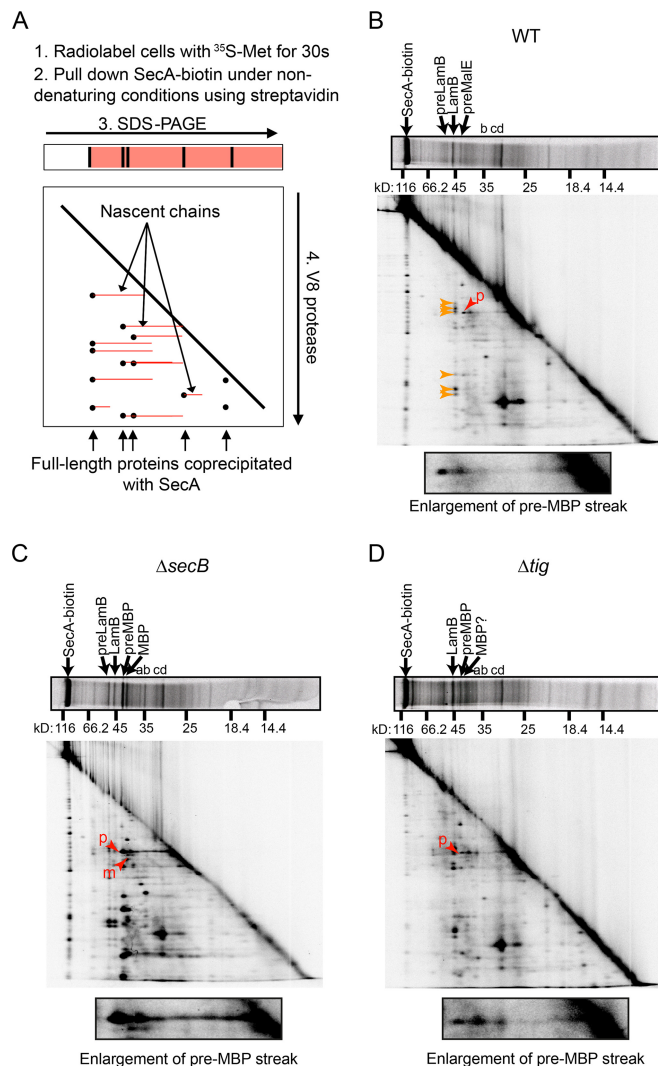 A
1. Radiolabel cells with ³⁵S-Met for 30s
2. Pull down SecA-biotin under non-
denaturing conditions using streptavidin
3. SDS-PAGE
Nascent chains
4. V8 protease
Full-length proteins coprecipitated
with SecA
B
WT
SecA-biotin
preLamB
LamB
preMalE
b cd
kD: 116 66.2 45 35 25 18.4 14.4
p
Enlargement of pre-MBP streak
C
ΔsecB
SecA-biotin
preLamB
LamB
preMBP
MBP
ab cd
kD: 116 66.2 45 35 25 18.4 14.4
p
m
Enlargement of pre-MBP streak
D
Δtig
SecA-biotin
LamB
preMBP
MBP?
ab cd
kD: 116 66.2 45 35 25 18.4 14.4
p
Enlargement of pre-MBP streak